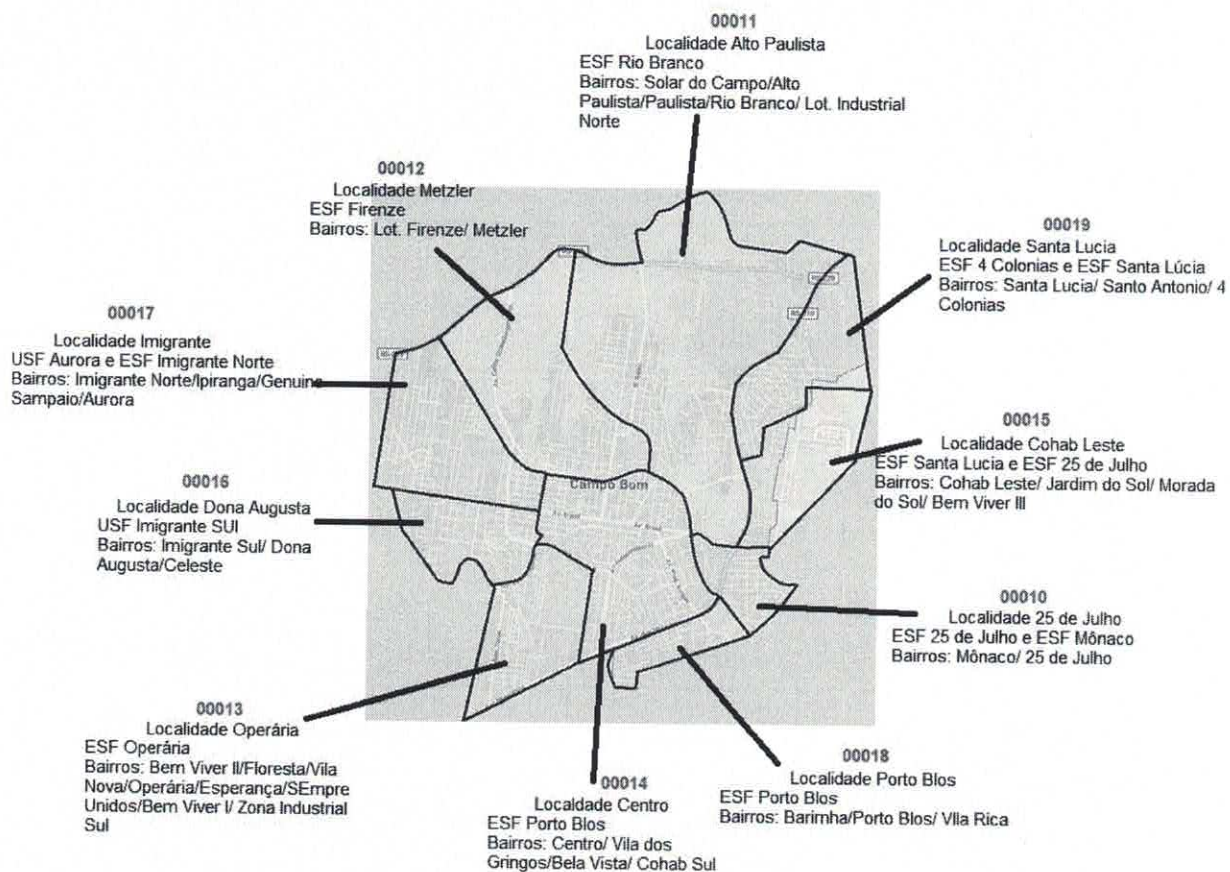 00011
Localidade Alto Paulista
ESF Rio Branco
Bairros: Solar do Campo/Alto
Paulista/Paulista/Rio Branco/ Lot. Industrial
Norte
00012
Localidade Metzler
ESF Firenze
Bairros: Lot. Firenze/ Metzler
00019
Localidade Santa Lucia
ESF 4 Colonias e ESF Santa Lúcia
Bairros: Santa Lucia/ Santo Antonio/ 4
Colonias
00017
Localidade Imigrante
USF Aurora e ESF Imigrante Norte
Bairros: Imigrante Norte/Ipiranga/Genuino
Sampaio/Aurora
00015
Localidade Cohab Leste
ESF Santa Lucia e ESF 25 de Julho
Bairros: Cohab Leste/ Jardim do Sol/ Morada
do Sol/ Bem Viver III
00016
Localidade Dona Augusta
USF Imigrante SUl
Bairros: Imigrante Sul/ Dona
Augusta/Celeste
Campo Bom
00010
Localidade 25 de Julho
ESF 25 de Julho e ESF Mônaco
Bairros: Mônaco/ 25 de Julho
00013
Localidade Operária
ESF Operária
Bairros: Bem Viver II/Floresta/Vila
Nova/Operária/Esperança/SEmpre
Unidos/Bem Viver I/ Zona Industrial
Sul
00014
Localdade Centro
ESF Porto Blos
Bairros: Centro/ Vila dos
Gringos/Bela Vista/ Cohab Sul
00018
Localidade Porto Blos
ESF Porto Blos
Bairros: Barirnha/Porto Blos/ VIla Rica